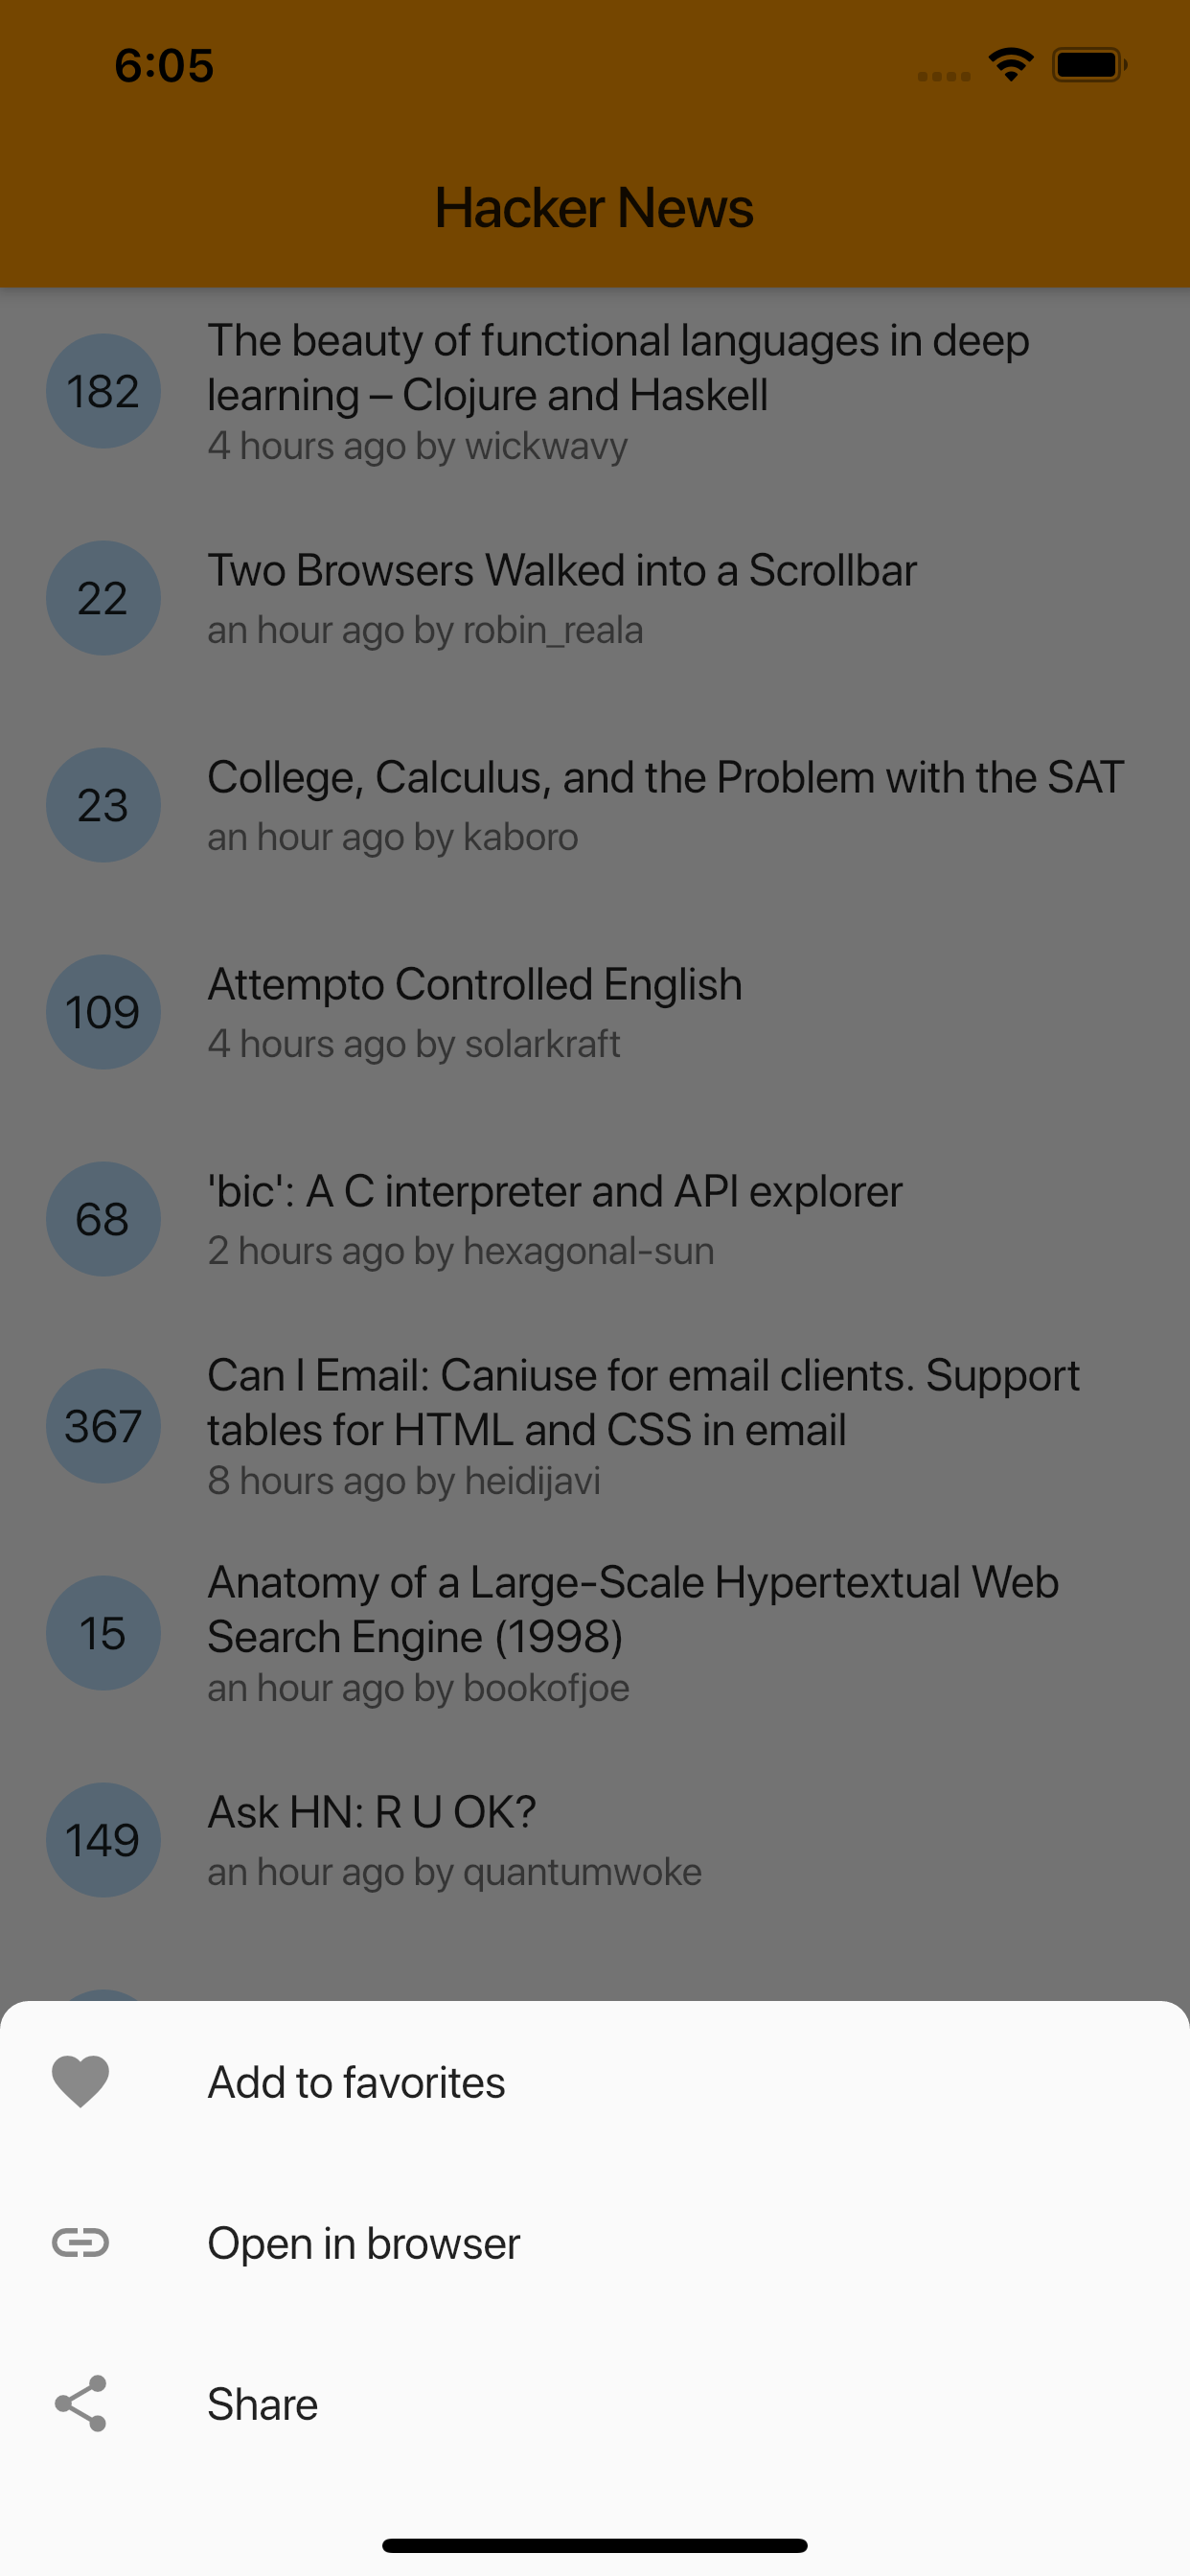 6:05
Hacker News
182
The beauty of functional languages in deep
learning – Clojure and Haskell
4 hours ago by wickwavy
22
Two Browsers Walked into a Scrollbar
an hour ago by robin_reala
23
College, Calculus, and the Problem with the SAT
an hour ago by kaboro
109
Attempto Controlled English
4 hours ago by solarkraft
68
'bic': A C interpreter and API explorer
2 hours ago by hexagonal-sun
367
Can I Email: Caniuse for email clients. Support
tables for HTML and CSS in email
8 hours ago by heidijavi
15
Anatomy of a Large-Scale Hypertextual Web
Search Engine (1998)
an hour ago by bookofjoe
149
Ask HN: R U OK?
an hour ago by quantumwoke
Add to favorites
Open in browser
Share